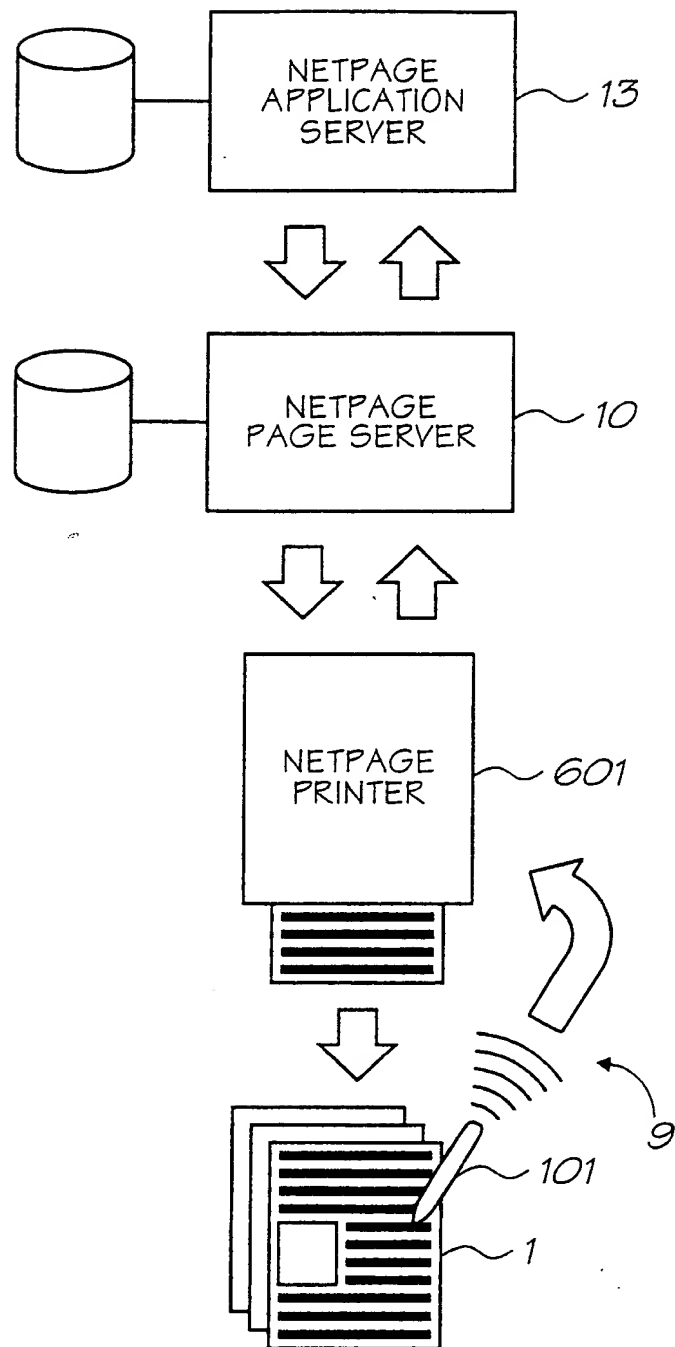 NETPAGE
APPLICATION
SERVER
13
NETPAGE
PAGE SERVER
10
NETPAGE
PRINTER
601
9
101
1